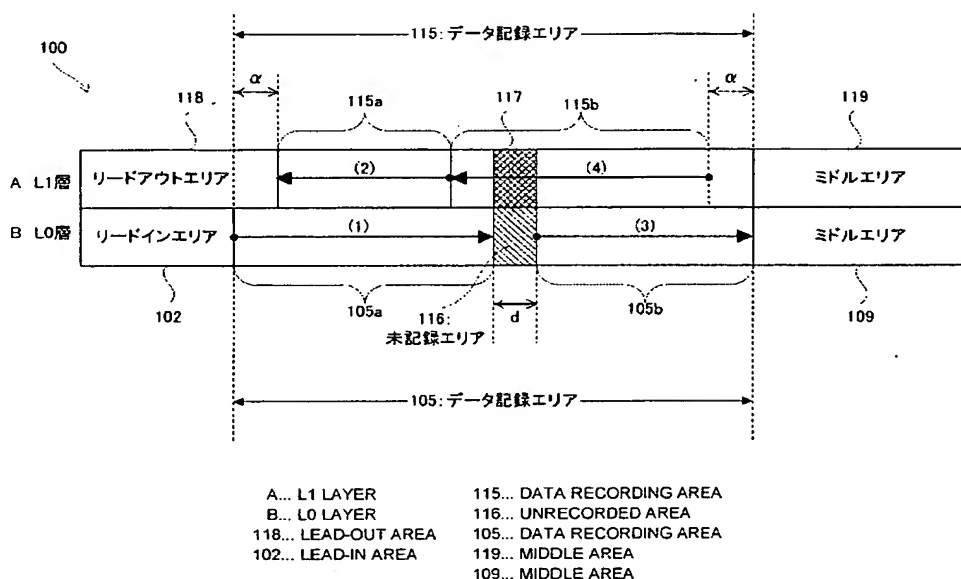 115:データ記録エリア
100
α
α
118
115a
117
115b
119
A L1層
リードアウトエリア
(2)
(4)
ミドルエリア
B L0層
リードインエリア
(1)
(3)
ミドルエリア
102
105a
116:
未記録エリア
d
105b
109
105:データ記録エリア
A... L1 LAYER
B... L0 LAYER
118... LEAD-OUT AREA
102... LEAD-IN AREA
115... DATA RECORDING AREA
116... UNRECORDED AREA
105... DATA RECORDING AREA
119... MIDDLE AREA
109... MIDDLE AREA